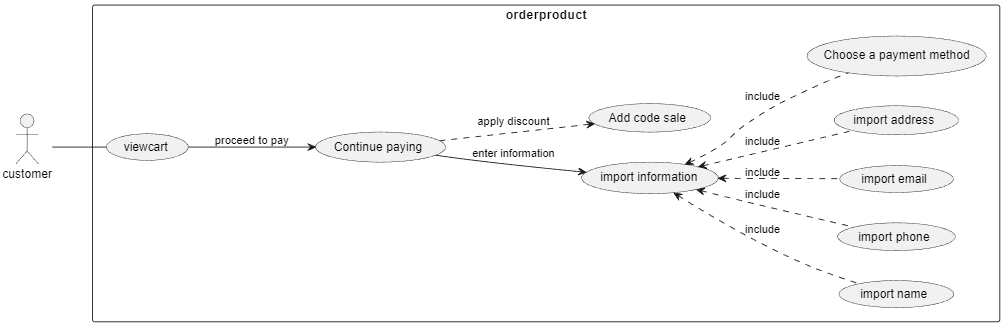 orderproduct
Choose a payment method
include
apply discount
Add code sale
import address
proceed to pay
include
viewcart
Continue paying
enter information
customer
import information
include
import email
include
include
import phone
import name